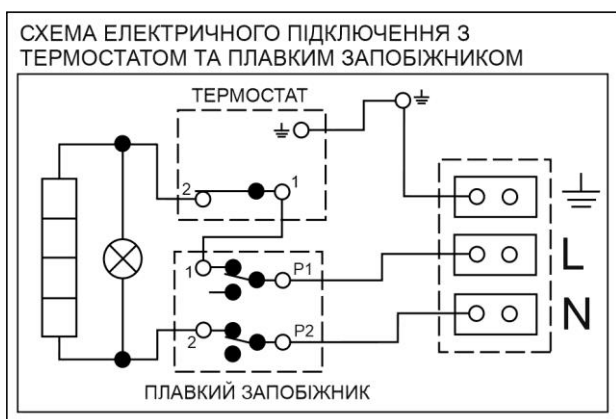 СХЕМА ЕЛЕКТРИЧНОГО ПІДКЛЮЧЕННЯ З
ТЕРМОСТАТОМ ТА ПЛАВКИМ ЗАПОБІЖНИКОМ
ТЕРМОСТАТ
2
1
1
P1
L
2
P2
N
ПЛАВКИЙ ЗАПОБІЖНИК